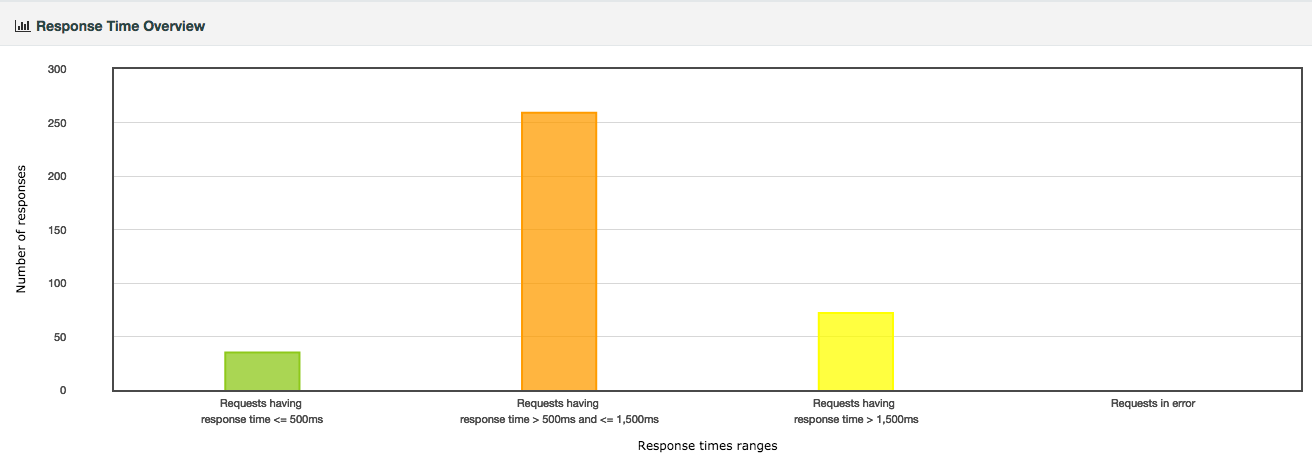 Response Time Overview
300
250
200
150
100
50
0
Number of responses
Requests having
response time <= 500ms
Requests having
response time > 500ms and <= 1,500ms
Requests having
response time > 1,500ms
Requests in error
Response times ranges